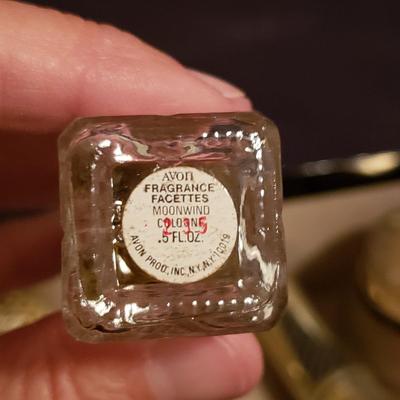 Avon
FRAGRANCE
FACETTES
MOONWIND
COLOGNE
.5 FL.OZ.
AVON PROD., INC., N.Y., N.Y. 10019